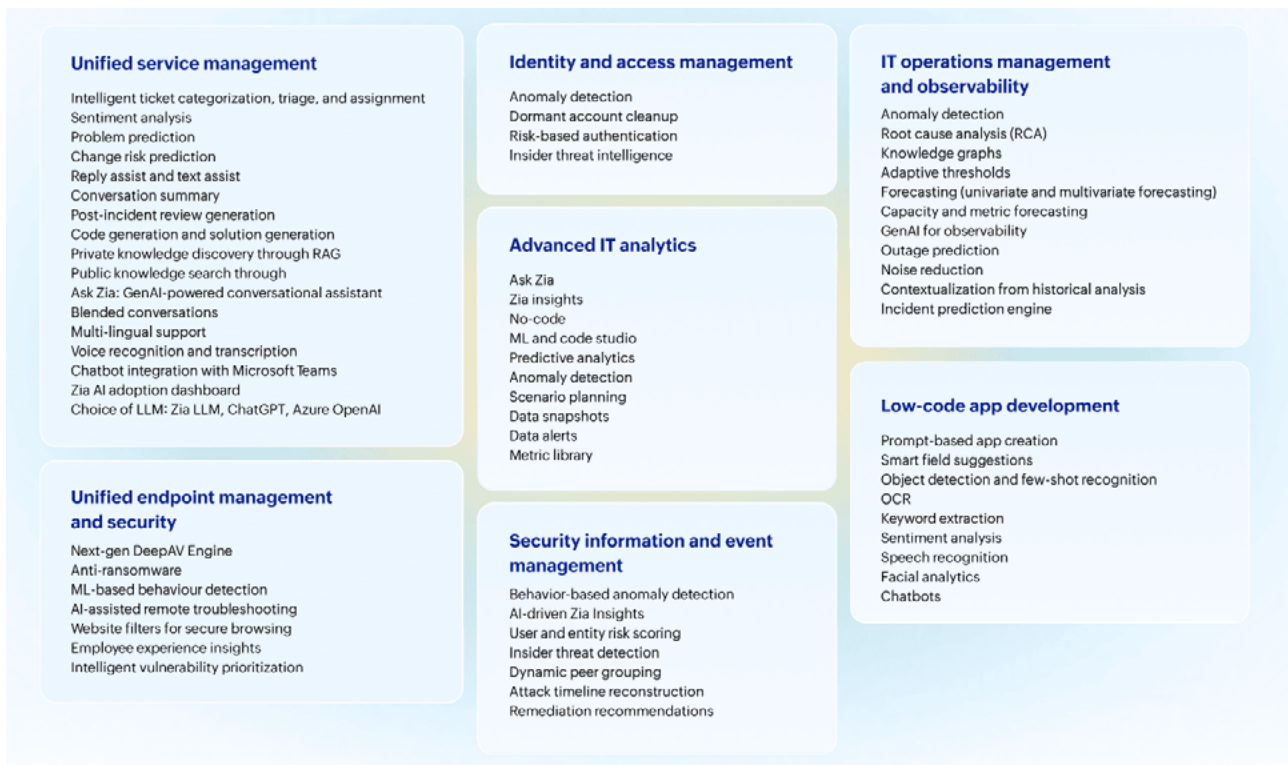 Unified service management
Intelligent ticket categorization, triage, and assignment
Sentiment analysis
Problem prediction
Change risk prediction
Reply assist and text assist
Conversation summary
Post-incident review generation
Code generation and solution generation
Private knowledge discovery through RAG
Public knowledge search through
Ask Zia: GenAI-powered conversational assistant
Blended conversations
Multi-lingual support
Voice recognition and transcription
Chatbot integration with Microsoft Teams
Zia AI adoption dashboard
Choice of LLM: Zia LLM, ChatGPT, Azure OpenAI
Unified endpoint management
and security
Next-gen DeepAV Engine
Anti-ransomware
ML-based behaviour detection
AI-assisted remote troubleshooting
Website filters for secure browsing
Employee experience insights
Intelligent vulnerability prioritization
Identity and access management
Anomaly detection
Dormant account cleanup
Risk-based authentication
Insider threat intelligence
Advanced IT analytics
Ask Zia
Zia insights
No-code
ML and code studio
Predictive analytics
Anomaly detection
Scenario planning
Data snapshots
Data alerts
Metric library
Security information and event
management
Behavior-based anomaly detection
AI-driven Zia Insights
User and entity risk scoring
Insider threat detection
Dynamic peer grouping
Attack timeline reconstruction
Remediation recommendations
IT operations management
and observability
Anomaly detection
Root cause analysis (RCA)
Knowledge graphs
Adaptive thresholds
Forecasting (univariate and multivariate forecasting)
Capacity and metric forecasting
GenAI for observability
Outage prediction
Noise reduction
Contextualization from historical analysis
Incident prediction engine
Low-code app development
Prompt-based app creation
Smart field suggestions
Object detection and few-shot recognition
OCR
Keyword extraction
Sentiment analysis
Speech recognition
Facial analytics
Chatbots